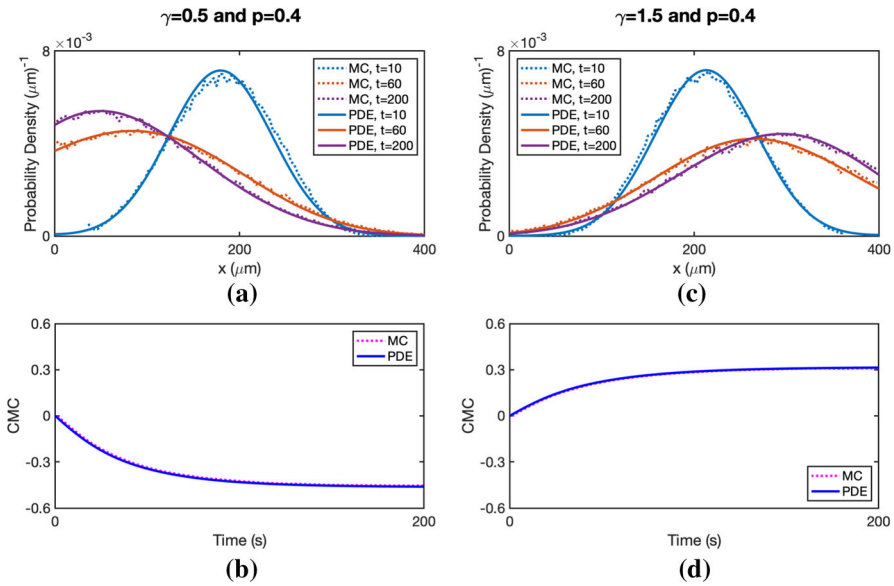 γ=0.5 and p=0.4
×10⁻³
8
Probability Density (μm)⁻¹
MC, t=10
MC, t=60
MC, t=200
PDE, t=10
PDE, t=60
PDE, t=200
0
0
200
400
x (μm)
(a)
γ=1.5 and p=0.4
×10⁻³
8
Probability Density (μm)⁻¹
MC, t=10
MC, t=60
MC, t=200
PDE, t=10
PDE, t=60
PDE, t=200
0
0
200
400
x (μm)
(c)
0.6
0.3
0
-0.3
-0.6
CMC
MC
PDE
0
200
Time (s)
(b)
0.6
0.3
0
-0.3
-0.6
CMC
MC
PDE
0
200
Time (s)
(d)